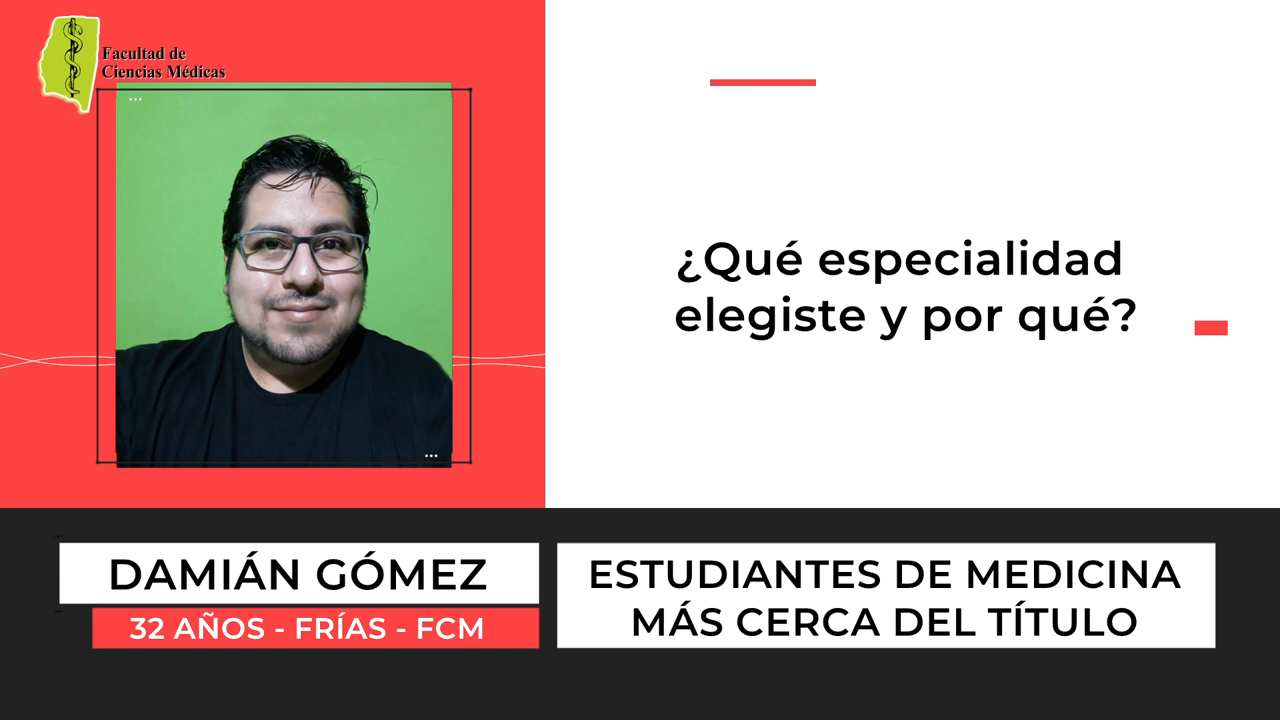 Facultad de
Ciencias Médicas
¿Qué especialidad
elegiste y por qué?
DAMIÁN GÓMEZ
32 AÑOS - FRÍAS - FCM
ESTUDIANTES DE MEDICINA
MÁS CERCA DEL TÍTULO